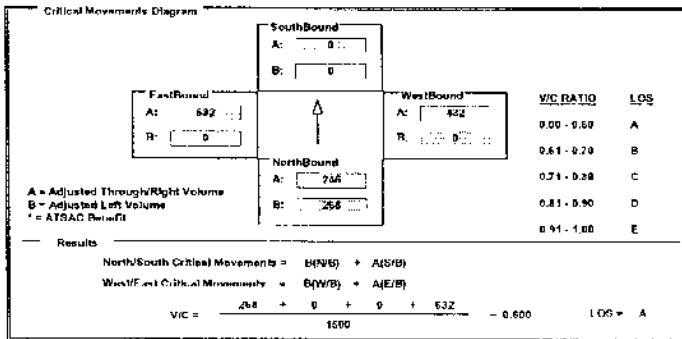 Critical Movements Diagram
SouthBound
A: 0
B: 0
EastBound
A: 632
B: 0
WestBound
A: 432
B: 0
NorthBound
A: 246
B: 268
V/C RATIO LOS
0.00 - 0.60 A
0.61 - 0.70 B
0.71 - 0.80 C
0.81 - 0.90 D
0.91 - 1.00 E
A = Adjusted Through/Right Volume
B = Adjusted Left Volume
* = ATSAC Benefit
Results
North/South Critical Movements = B(N/B) + A(S/B)
West/East Critical Movements = B(W/B) + A(E/B)
V/C = 268 + 0 + 0 + 632 = 0.600 LOS = A
1500